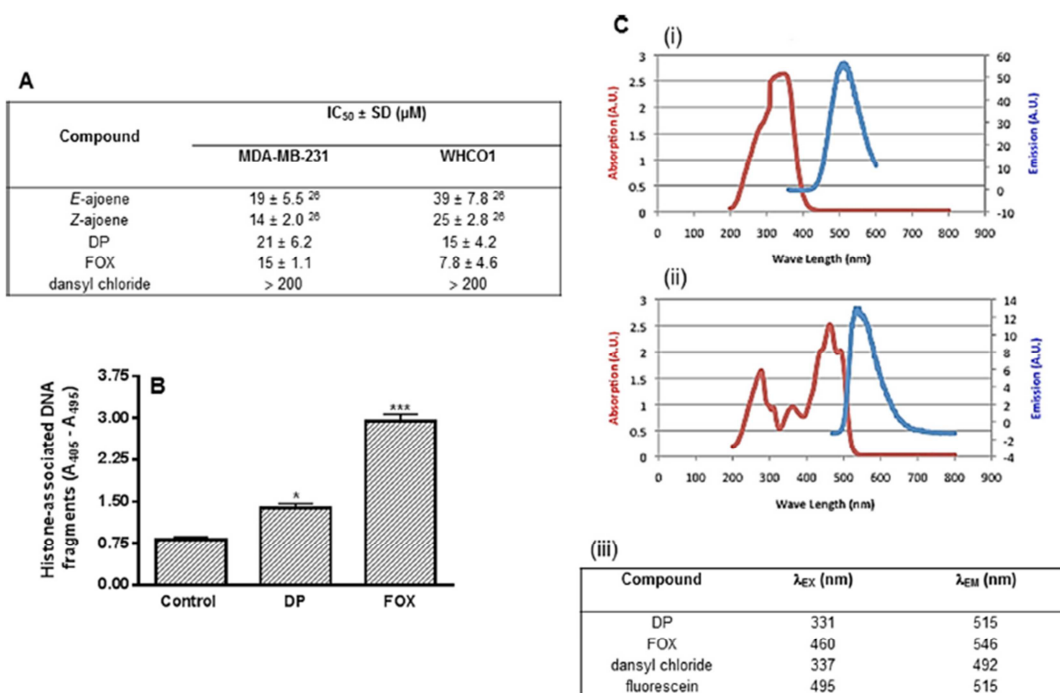 A
Compound
IC50 ± SD (µM)
MDA-MB-231 WHCO1
E-ajoene 19 ± 5.5 26 39 ± 7.8 26
Z-ajoene 14 ± 2.0 26 25 ± 2.8 26
DP 21 ± 6.2 15 ± 4.2
FOX 15 ± 1.1 7.8 ± 4.6
dansyl chloride > 200 > 200
B
Histone-associated DNA
fragments (A405 - A495)
3.75
3.00
2.25
1.50
0.75
0.00
*
***
Control DP FOX
C
(i)
Absorption (A.U.)
3
2.5
2
1.5
1
0.5
0
60
50
40
30
20
10
0
-10
Emission (A.U.)
0 100 200 300 400 500 600 700 800 900
Wave Length (nm)
(ii)
Absorption (A.U.)
3
2.5
2
1.5
1
0.5
0
14
12
10
8
6
4
2
0
-2
-4
Emission (A.U.)
0 100 200 300 400 500 600 700 800 900
Wave Length (nm)
(iii)
Compound λEX (nm) λEM (nm)
DP 331 515
FOX 460 546
dansyl chloride 337 492
fluorescein 495 515